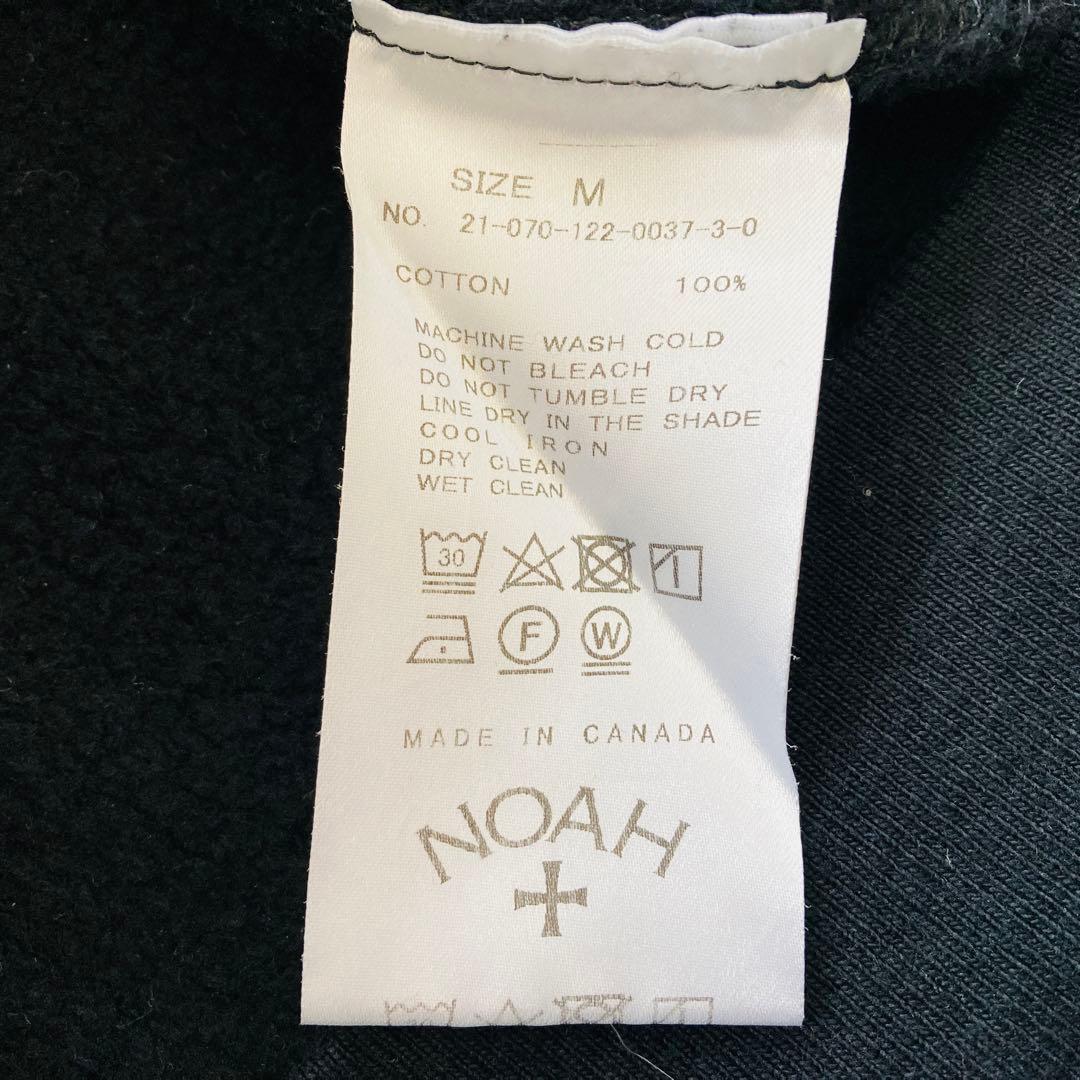 SIZE M
NO. 21-070-122-0037-3-0
COTTON 100%
MACHINE WASH COLD
DO NOT BLEACH
DO NOT TUMBLE DRY
LINE DRY IN THE SHADE
COOL IRON
DRY CLEAN
WET CLEAN
30
F W
MADE IN CANADA
NOAH